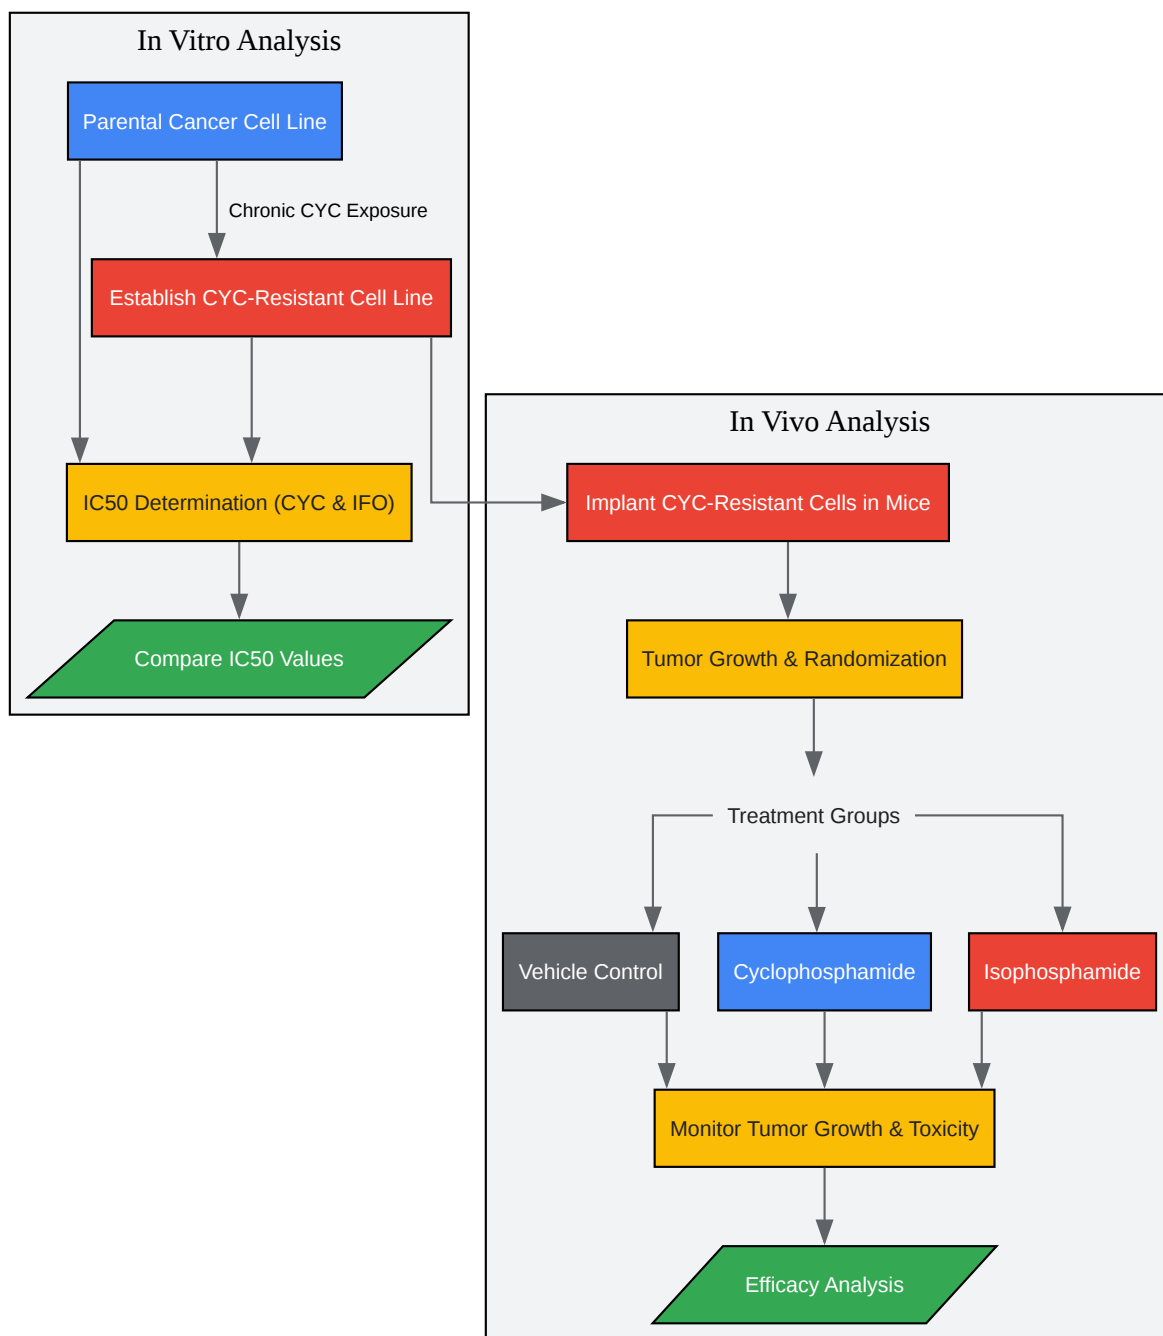 In Vitro Analysis
Parental Cancer Cell Line
Chronic CYC Exposure
Establish CYC-Resistant Cell Line
IC50 Determination (CYC & IFO)
Compare IC50 Values
In Vivo Analysis
Implant CYC-Resistant Cells in Mice
Tumor Growth & Randomization
Treatment Groups
Vehicle Control
Cyclophosphamide
Isophosphamide
Monitor Tumor Growth & Toxicity
Efficacy Analysis